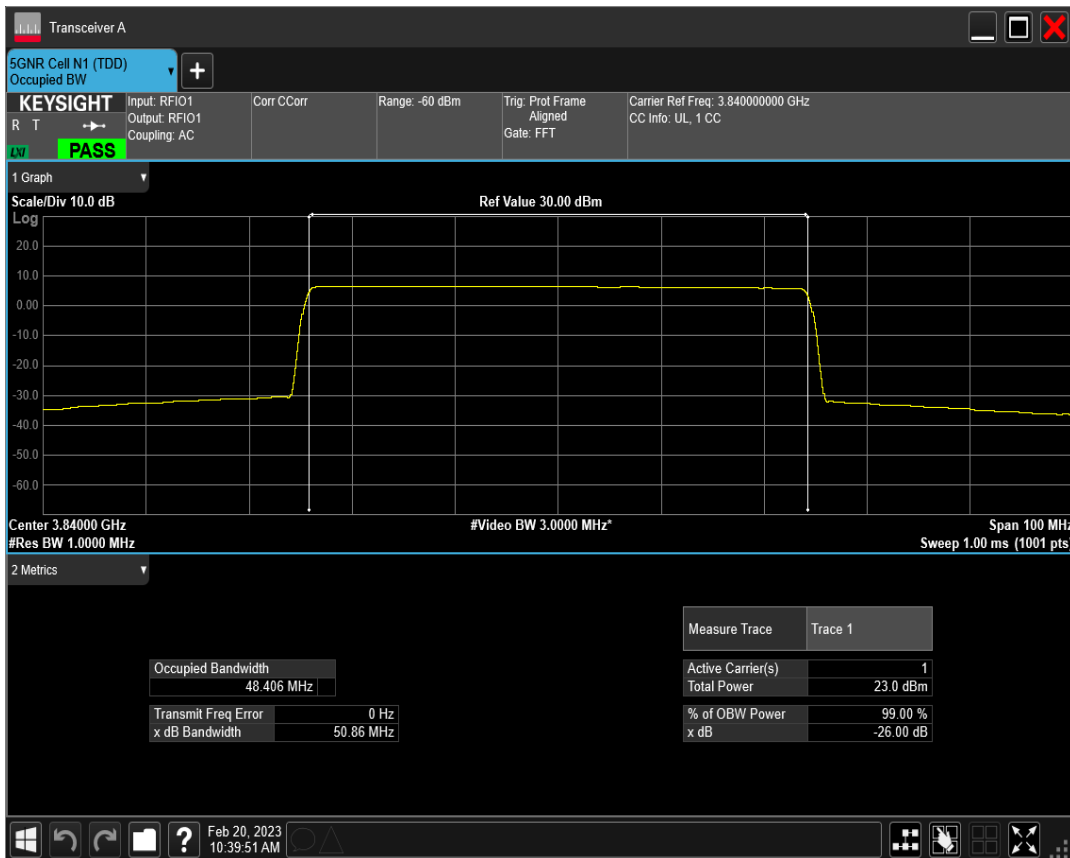 Transceiver A
5GNR Cell N1 (TDD)
Occupied BW
+
KEYSIGHT
R T
LXI
PASS
Input: RFIO1
Output: RFIO1
Coupling: AC
Corr CCorr
Range: -60 dBm
Trig: Prot Frame
Aligned
Gate: FFT
Carrier Ref Freq: 3.840000000 GHz
CC Info: UL, 1 CC
1 Graph
Scale/Div 10.0 dB
Ref Value 30.00 dBm
Log
20.0
10.0
0.00
-10.0
-20.0
-30.0
-40.0
-50.0
-60.0
Center 3.84000 GHz
#Video BW 3.0000 MHz*
Span 100 MHz
#Res BW 1.0000 MHz
Sweep 1.00 ms (1001 pts)
2 Metrics
Measure Trace Trace 1
Occupied Bandwidth
48.406 MHz
Active Carrier(s) 1
Total Power 23.0 dBm
Transmit Freq Error 0 Hz
x dB Bandwidth 50.86 MHz
% of OBW Power 99.00 %
x dB -26.00 dB
?
Feb 20, 2023
10:39:51 AM